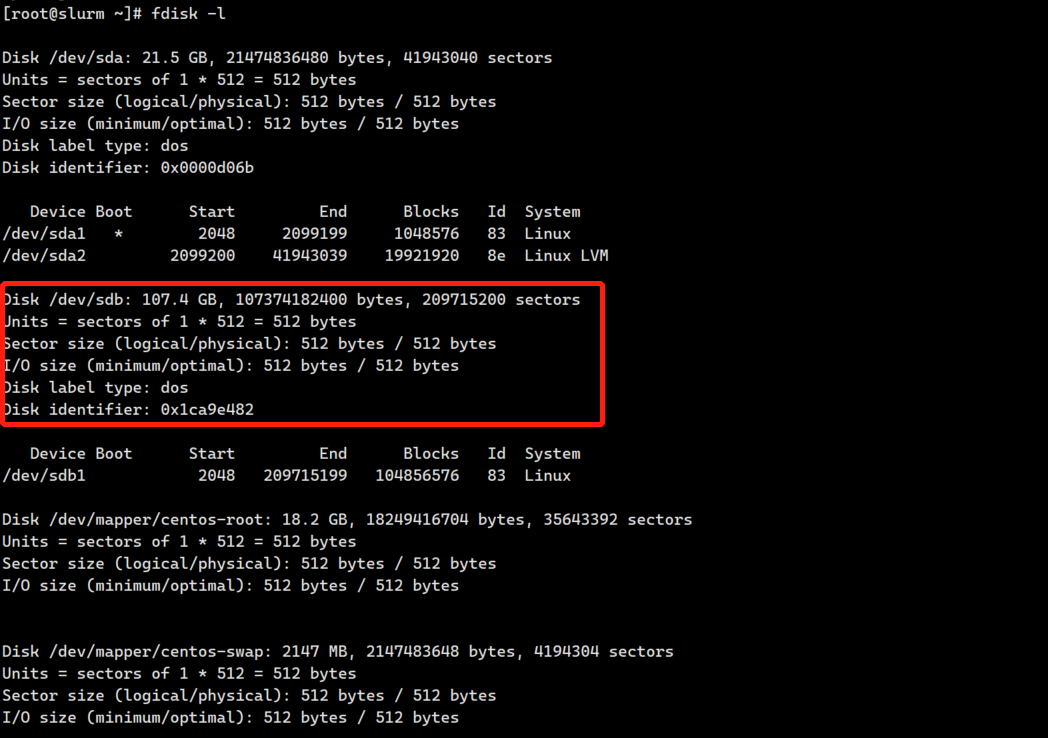 [root@slurm ~]# fdisk -l
Disk /dev/sda: 21.5 GB, 21474836480 bytes, 41943040 sectors
Units = sectors of 1 * 512 = 512 bytes
Sector size (logical/physical): 512 bytes / 512 bytes
I/O size (minimum/optimal): 512 bytes / 512 bytes
Disk label type: dos
Disk identifier: 0x0000d06b
Device Boot Start End Blocks Id System
/dev/sda1 * 2048 2099199 1048576 83 Linux
/dev/sda2 2099200 41943039 19921920 8e Linux LVM
Disk /dev/sdb: 107.4 GB, 107374182400 bytes, 209715200 sectors
Units = sectors of 1 * 512 = 512 bytes
Sector size (logical/physical): 512 bytes / 512 bytes
I/O size (minimum/optimal): 512 bytes / 512 bytes
Disk label type: dos
Disk identifier: 0x1ca9e482
Device Boot Start End Blocks Id System
/dev/sdb1 2048 209715199 104856576 83 Linux
Disk /dev/mapper/centos-root: 18.2 GB, 18249416704 bytes, 35643392 sectors
Units = sectors of 1 * 512 = 512 bytes
Sector size (logical/physical): 512 bytes / 512 bytes
I/O size (minimum/optimal): 512 bytes / 512 bytes
Disk /dev/mapper/centos-swap: 2147 MB, 2147483648 bytes, 4194304 sectors
Units = sectors of 1 * 512 = 512 bytes
Sector size (logical/physical): 512 bytes / 512 bytes
I/O size (minimum/optimal): 512 bytes / 512 bytes